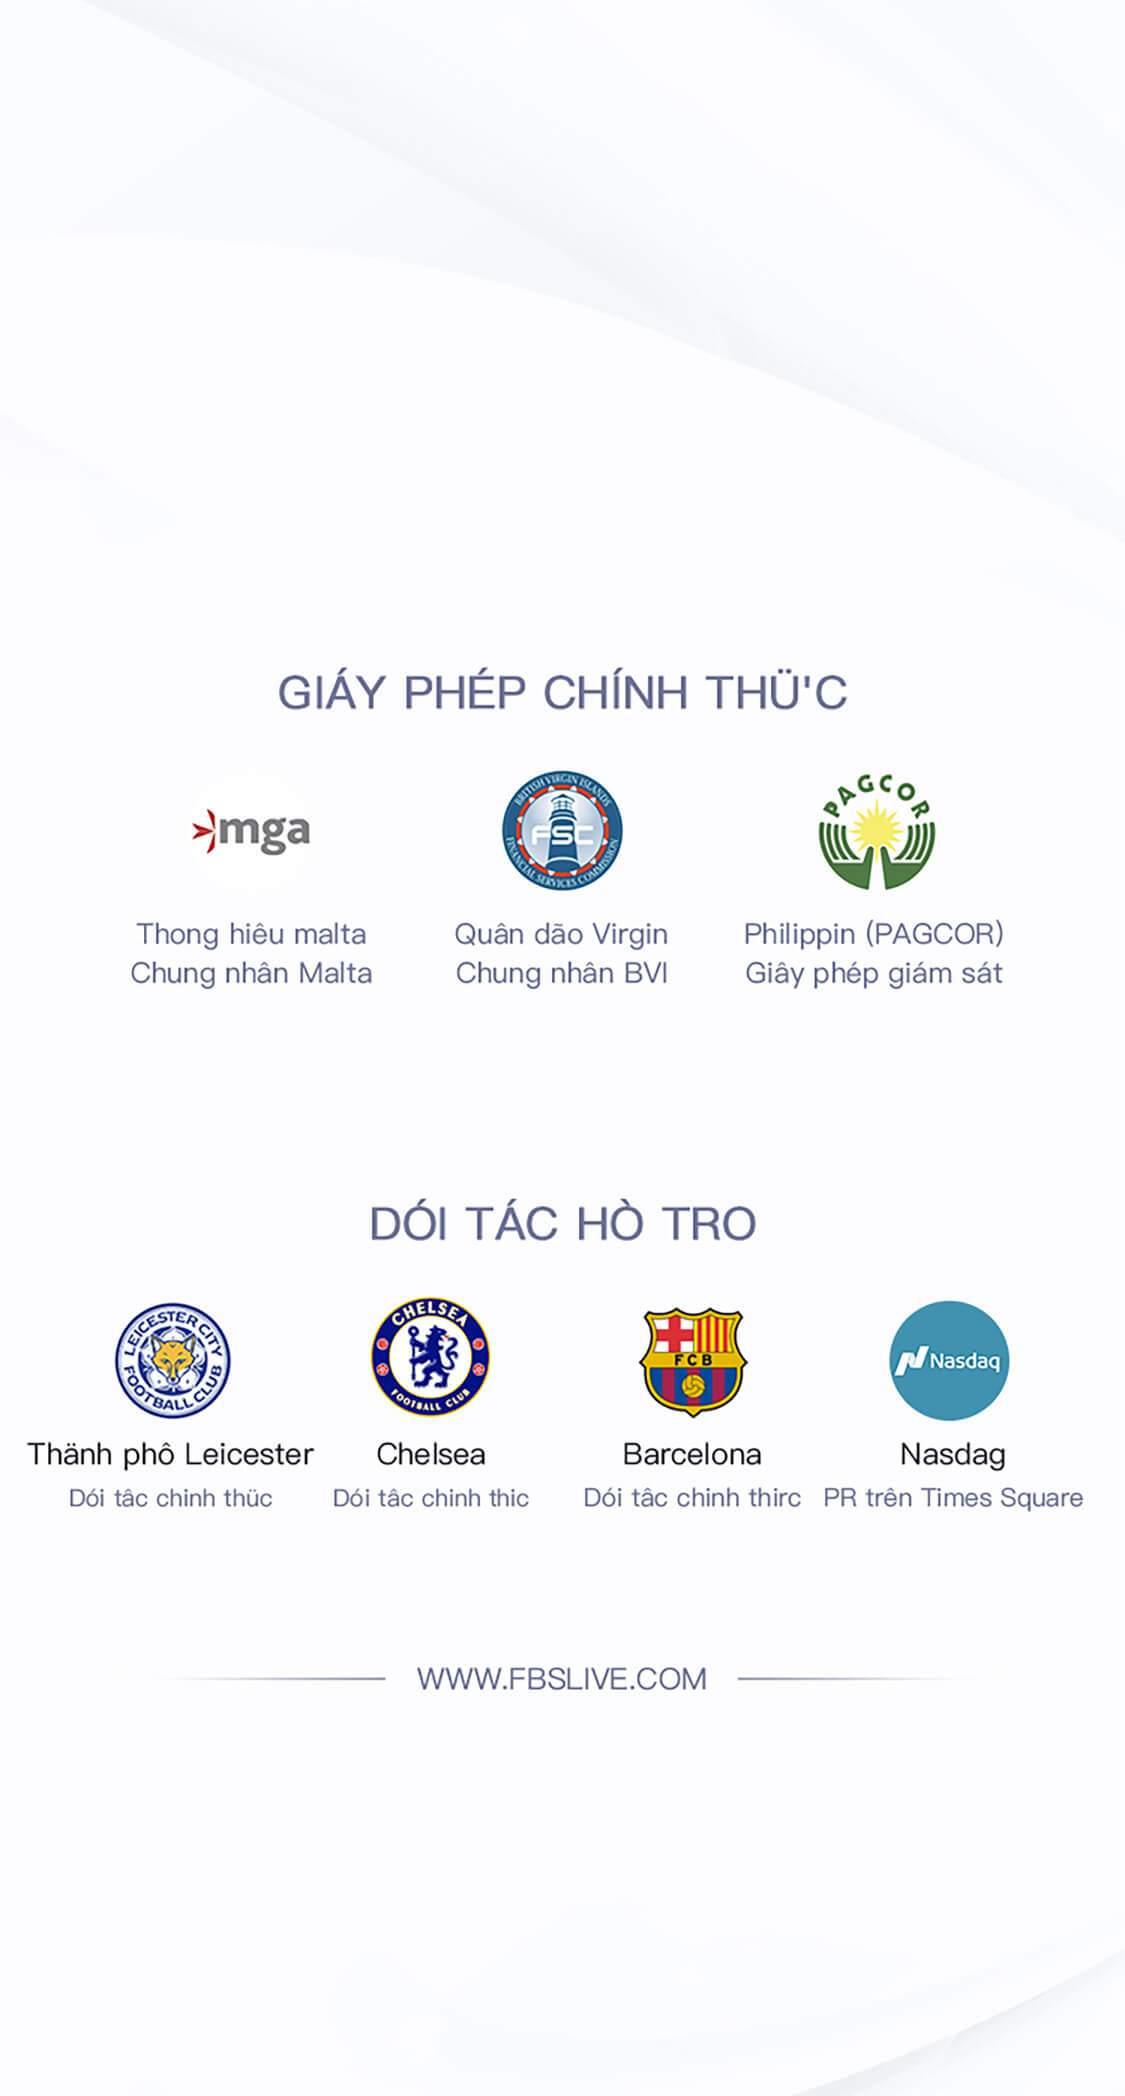 GIÁY PHÉP CHÍNH THÜ'C
mga
BRITISH VIRGIN ISLANDS
FSC
FINANCIAL SERVICES COMMISSION
PAGCOR
Thong hiêu malta
Chung nhân Malta
Quân dão Virgin
Chung nhân BVI
Philippin (PAGCOR)
Giây phép giám sát
DÓI TÁC HÒ TRO
LEICESTER CITY
FOOTBALL CLUB
CHELSEA
FOOTBALL CLUB
FCB
Nasdaq
Thành phô Leicester
Chelsea
Barcelona
Nasdag
Dói tâc chinh thüc
Dói tâc chinh thic
Dói tâc chinh thirc
PR trên Times Square
WWW.FBSLIVE.COM